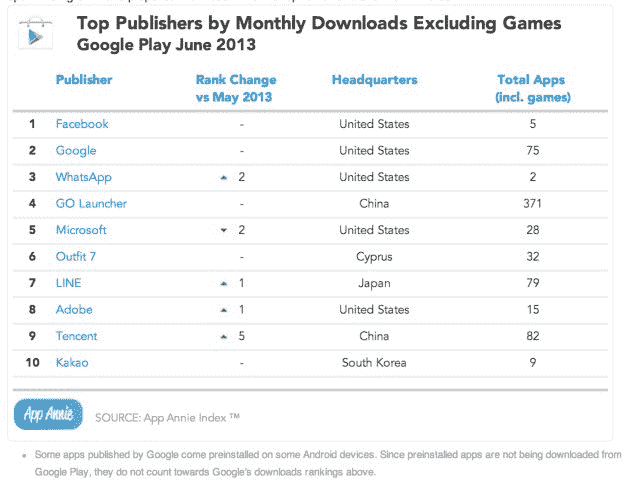 Top Publishers by Monthly Downloads Excluding Games
Google Play June 2013
Publisher Rank Change vs May 2013 Headquarters Total Apps (incl. games)
1 Facebook - United States 5
2 Google - United States 75
3 WhatsApp ▲ 2 United States 2
4 GO Launcher - China 371
5 Microsoft ▼ 2 United States 28
6 Outfit 7 - Cyprus 32
7 LINE ▲ 1 Japan 79
8 Adobe ▲ 1 United States 15
9 Tencent ▲ 5 China 82
10 Kakao - South Korea 9
App Annie SOURCE: App Annie Index ™
• Some apps published by Google come preinstalled on some Android devices. Since preinstalled apps are not being downloaded from
Google Play, they do not count towards Google's downloads rankings above.